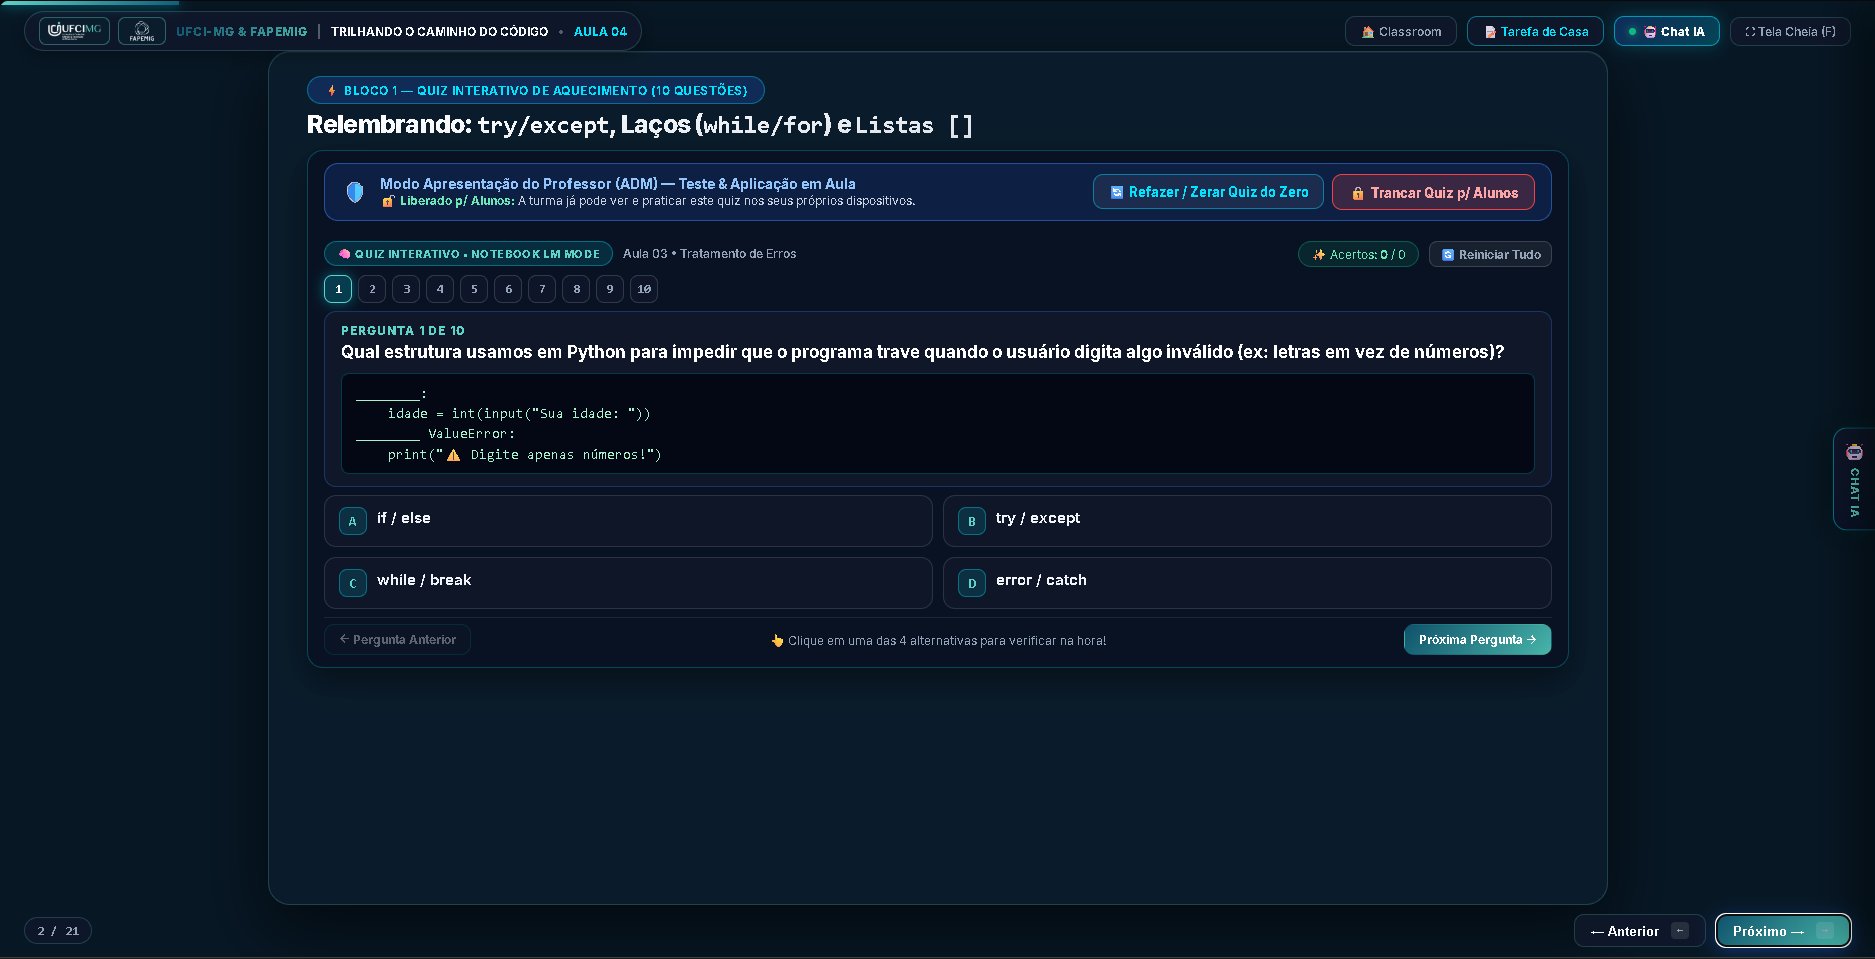 UFCIMG
FAPEMIG
UFCI-MG & FAPEMIG | TRILHANDO O CAMINHO DO CÓDIGO • AULA 04
Classroom
Tarefa de Casa
Chat IA
Tela Cheia (F)
BLOCO 1 — QUIZ INTERATIVO DE AQUECIMENTO (10 QUESTÕES)
Relembrando: try/except, Laços (while/for) e Listas []
Modo Apresentação do Professor (ADM) — Teste & Aplicação em Aula
Liberado p/ Alunos: A turma já pode ver e praticar este quiz nos seus próprios dispositivos.
Refazer / Zerar Quiz do Zero
Trancar Quiz p/ Alunos
QUIZ INTERATIVO • NOTEBOOK LM MODE
Aula 03 • Tratamento de Erros
Acertos: 0 / 0
Reiniciar Tudo
1 2 3 4 5 6 7 8 9 10
PERGUNTA 1 DE 10
Qual estrutura usamos em Python para impedir que o programa trave quando o usuário digita algo inválido (ex: letras em vez de números)?
________:
idade = int(input("Sua idade: "))
________ ValueError:
print("⚠️ Digite apenas números!")
A if / else
B try / except
C while / break
D error / catch
← Pergunta Anterior
👆 Clique em uma das 4 alternativas para verificar na hora!
Próxima Pergunta →
CHAT IA
2 / 21
← Anterior ←
Próximo →